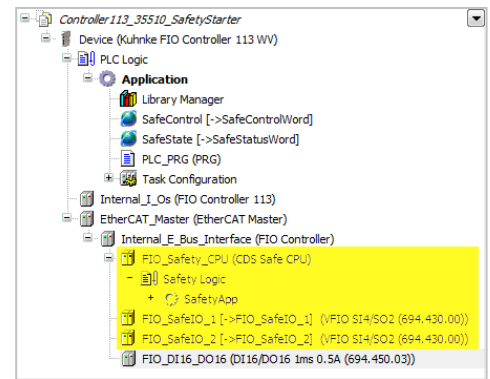 Controller113_35510_SafetyStarter
Device (Kuhnke FIO Controller 113 WV)
PLC Logic
Application
Library Manager
SafeControl [->SafeControlWord]
SafeState [->SafeStatusWord]
PLC_PRG (PRG)
Task Configuration
Internal_I_Os (FIO Controller 113)
EtherCAT_Master (EtherCAT Master)
Internal_E_Bus_Interface (FIO Controller)
FIO_Safety_CPU (CDS Safe CPU)
Safety Logic
SafetyApp
FIO_SafeIO_1 [->FIO_SafeIO_1] (VFIO SI4/SO2 (694.430.00))
FIO_SafeIO_2 [->FIO_SafeIO_2] (VFIO SI4/SO2 (694.430.00))
FIO_DI16_DO16 (DI16/DO16 1ms 0.5A (694.450.03))